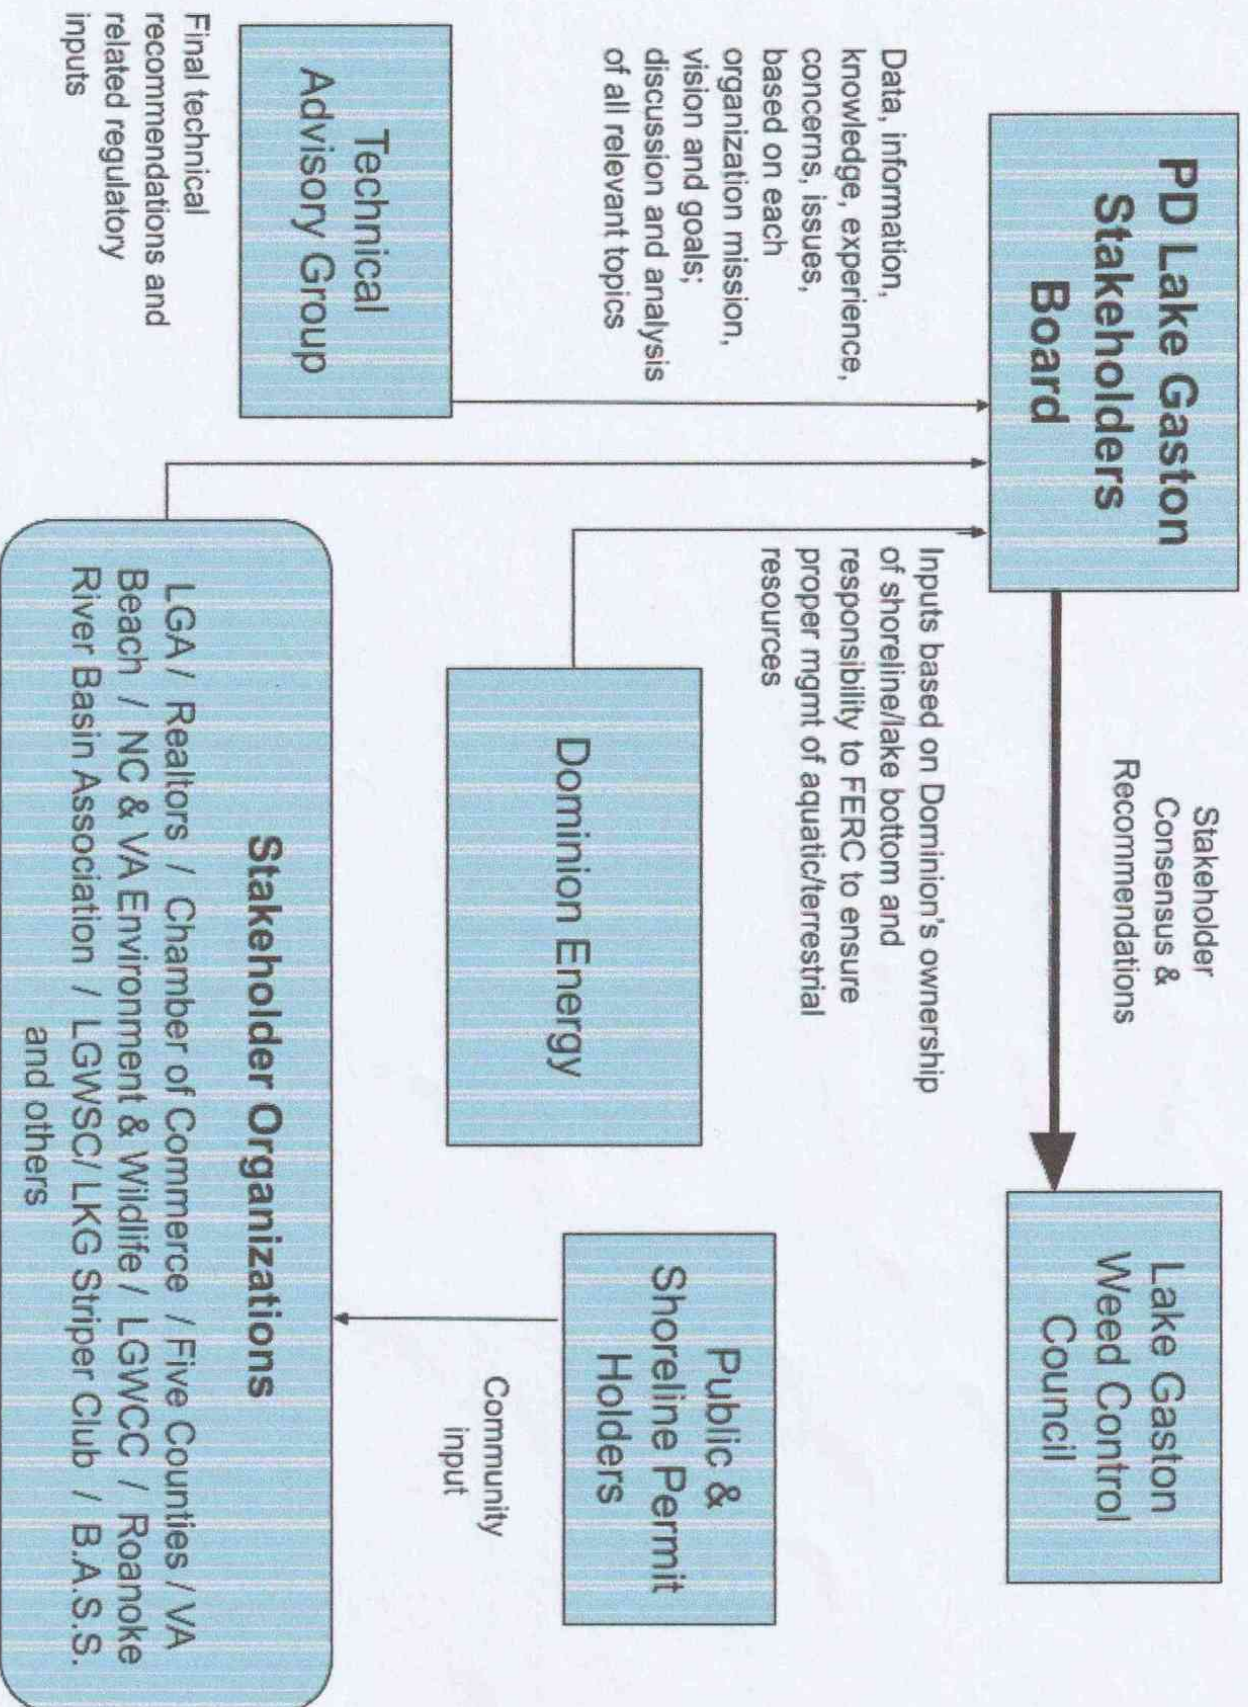 PD Lake Gaston
Stakeholders
Board
Stakeholder
Consensus &
Recommendations
Lake Gaston
Weed Control
Council
Data, information,
knowledge, experience,
concerns, issues,
based on each
organization mission,
vision and goals;
discussion and analysis
of all relevant topics
Inputs based on Dominion's ownership
of shoreline/lake bottom and
responsibility to FERC to ensure
proper mgmt of aquatic/terrestrial
resources
Public &
Shoreline Permit
Holders
Dominion Energy
Community
input
Technical
Advisory Group
Final technical
recommendations and
related regulatory
inputs
Stakeholder Organizations
LGA / Realtors / Chamber of Commerce / Five Counties / VA
Beach / NC & VA Environment & Wildlife / LGWCC / Roanoke
River Basin Association / LGWSC/ LKG Striper Club / B.A.S.S.
and others